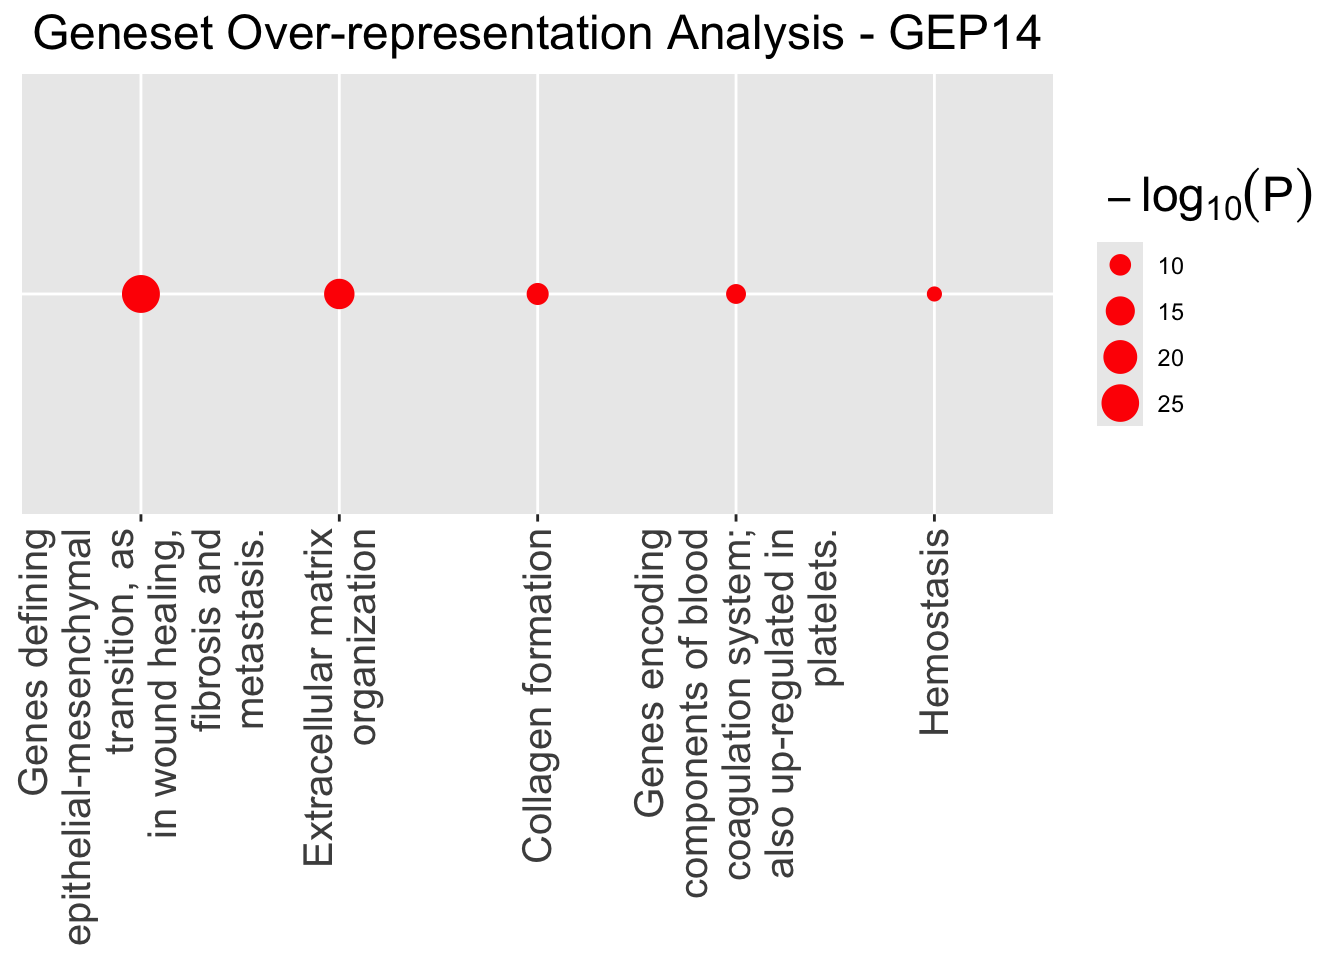 Geneset Over-representation Analysis - GEP14
− log10(P)
10
15
20
25
Genes defining
epithelial-mesenchymal
transition, as
in wound healing,
fibrosis and
metastasis.
Extracellular matrix
organization
Collagen formation
Genes encoding
components of blood
coagulation system;
also up-regulated in
platelets.
Hemostasis